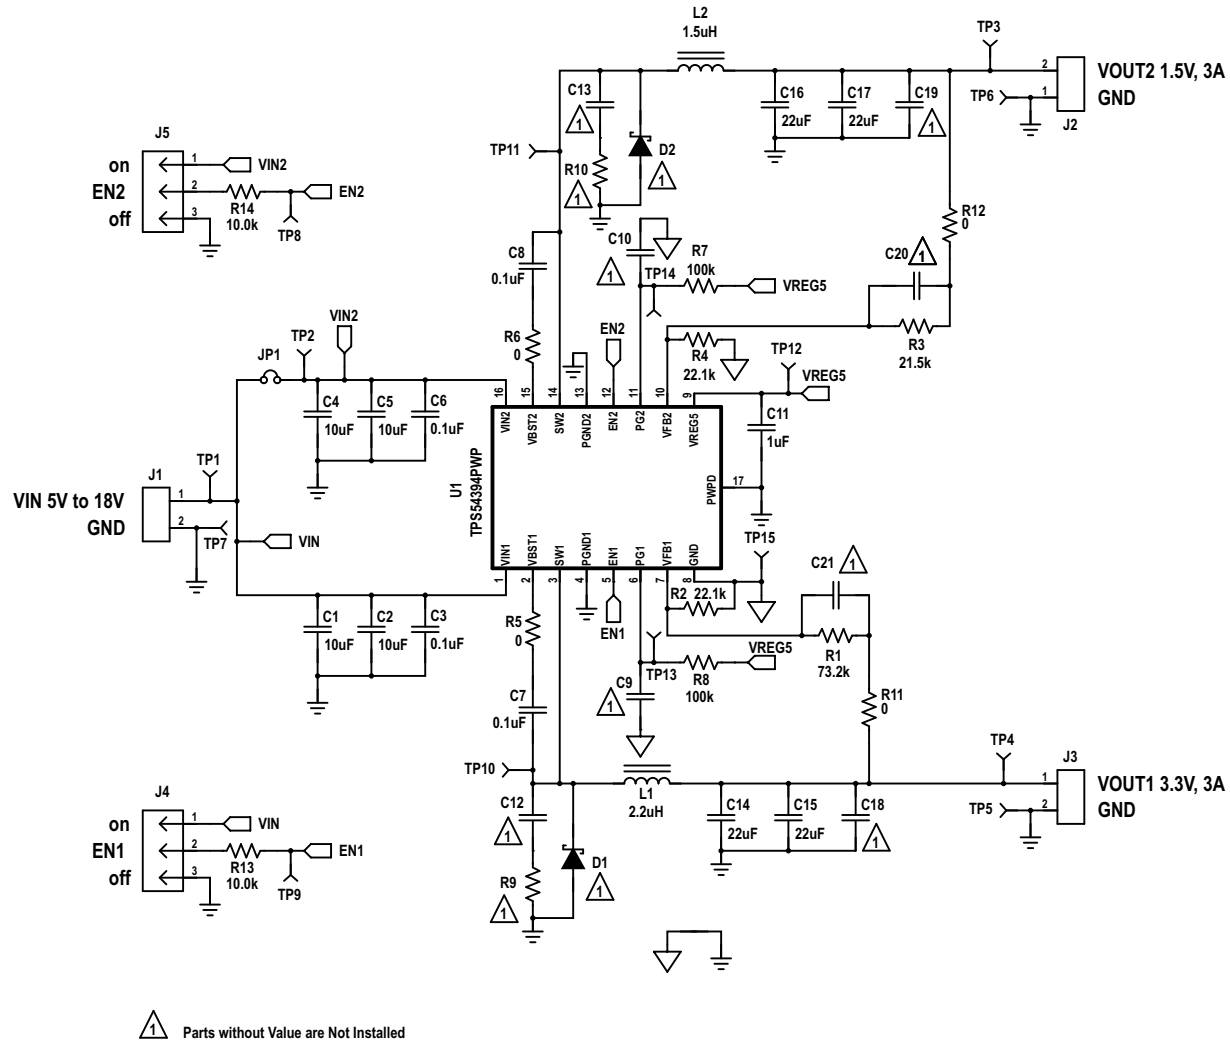 L2
1.5uH
TP3
2
VOUT2 1.5V, 3A
TP6
1
GND
J2
C13
1
C16
22uF
C17
22uF
C19
1
TP11
R10
1
D2
1
J5
on
1
VIN2
EN2
2
R14
10.0k
EN2
off
3
TP8
R12
0
C20
1
C8
0.1uF
C10
1
R7
100k
TP14
VREG5
R3
21.5k
VIN2
TP2
JP1
R6
0
EN2
R4
22.1k
TP12
VREG5
C4
10uF
C5
10uF
C6
0.1uF
16
15
14
13
12
11
10
9
VIN2
VBST2
SW2
PGND2
EN2
PG2
VFB2
VREG5
C11
1uF
U1
TPS54394PWP
PWPD
17
J1
TP1
VIN 5V to 18V
1
GND
2
TP7
VIN
VIN1
VBST1
SW1
PGND1
EN1
PG1
VFB1
GND
1
2
3
4
5
6
7
8
TP15
C21
1
R2
22.1k
C1
10uF
C2
10uF
C3
0.1uF
R5
0
EN1
R1
73.2k
TP13
R8
100k
VREG5
C9
1
R11
0
C7
0.1uF
TP10
L1
2.2uH
TP4
J3
1
VOUT1 3.3V, 3A
TP5
2
GND
C12
1
C14
22uF
C15
22uF
C18
1
R9
1
D1
1
J4
on
1
VIN
EN1
2
R13
10.0k
EN1
off
3
TP9
1 Parts without Value are Not Installed